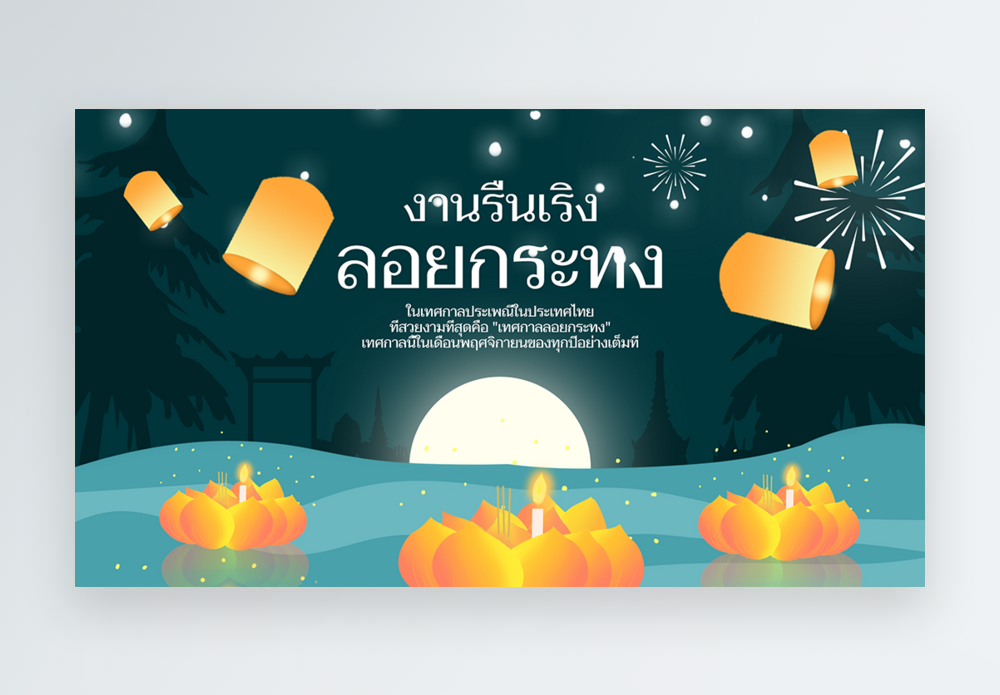 งานรื่นเริง
ลอยกระทง
ในเทศกาลประเพณีในประเทศไทย
ที่สวยงามที่สุดคือ "เทศกาลลอยกระทง"
เทศกาลนี้ในเดือนพฤศจิกายนของทุกปีอย่างเต็มที่